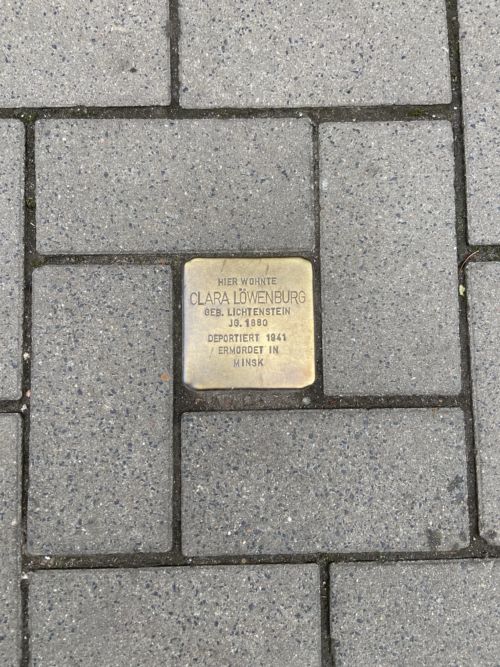 HIER WOHNTE
CLARA LÖWENBURG
GEB. LICHTENSTEIN
JG. 1880
DEPORTIERT 1941
ERMORDET IN
MINSK